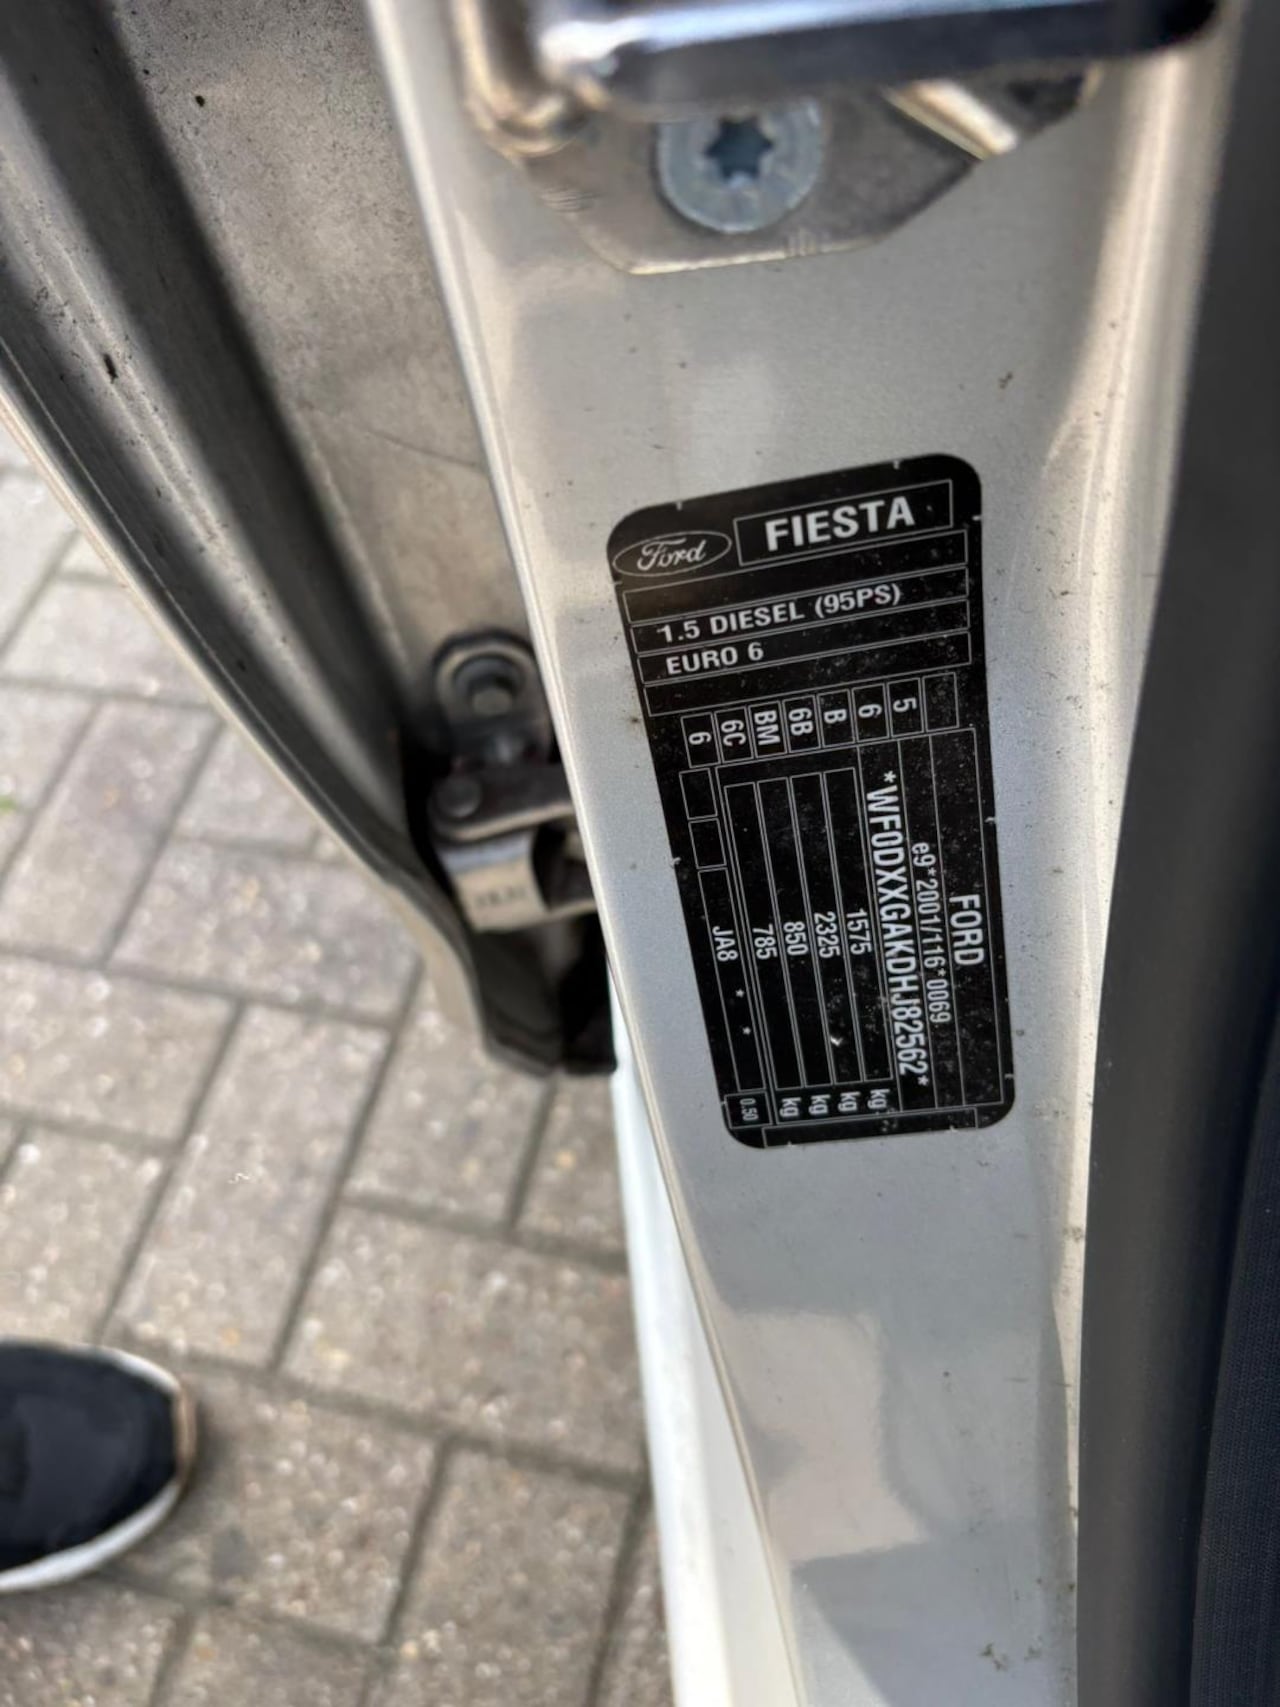 Ford
FIESTA
1.5 DIESEL (95PS)
EURO 6
FORD
e9*2001/116*0069
*WF0DXXGAKDHJ82562*
1575 kg
2325 kg
850 kg
785 kg
JA8 * * 0.50
5
6
B
6B
BM
6C
6